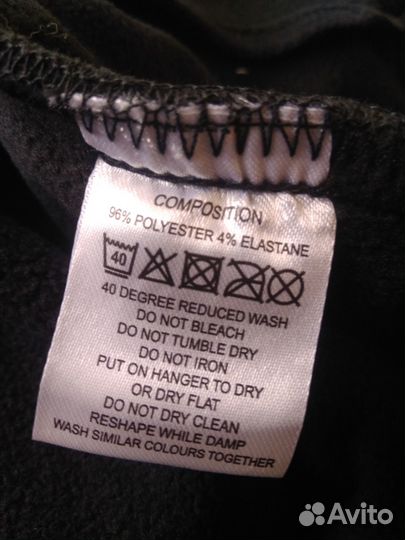 COMPOSITION
96% POLYESTER 4% ELASTANE
40
40 DEGREE REDUCED WASH
DO NOT BLEACH
DO NOT TUMBLE DRY
DO NOT IRON
PUT ON HANGER TO DRY
OR DRY FLAT
DO NOT DRY CLEAN
RESHAPE WHILE DAMP
WASH SIMILAR COLOURS TOGETHER
Avito